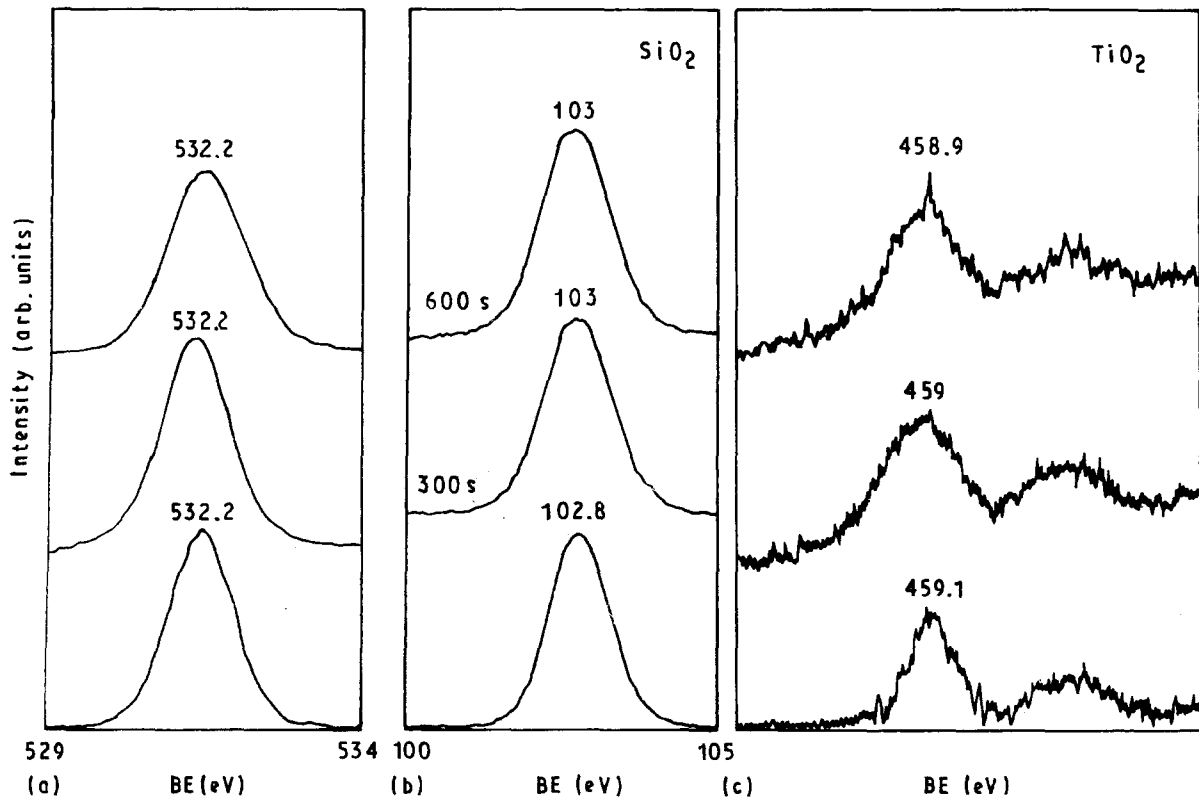 Intensity (arb. units)
532.2
532.2
532.2
529
534
(a)
BE (eV)
SiO2
103
600 s
103
300 s
102.8
100
105
(b)
BE (eV)
TiO2
458.9
459
459.1
(c)
BE (eV)